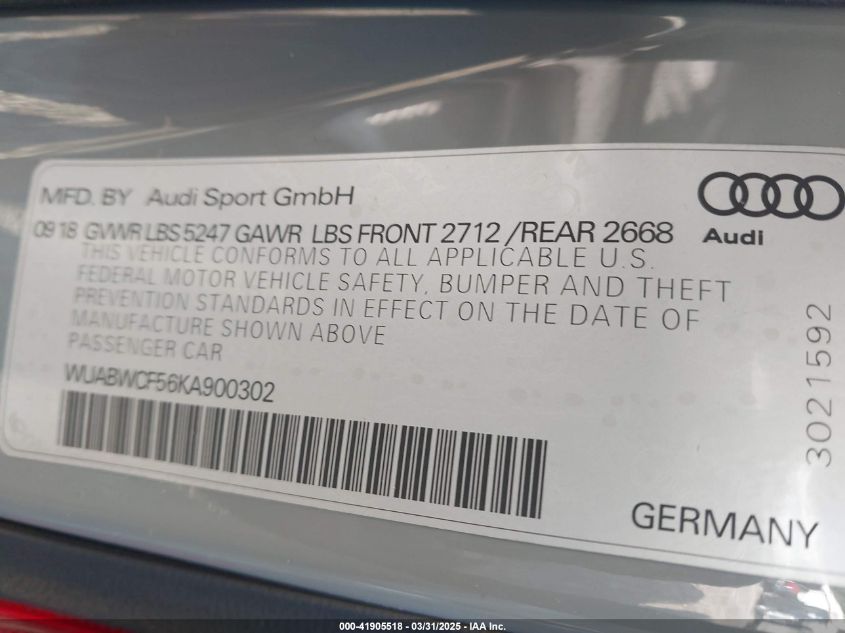 MFD. BY Audi Sport GmbH
09 18 GVWR LBS 5247 GAWR LBS FRONT 2712 /REAR 2668
Audi
THIS VEHICLE CONFORMS TO ALL APPLICABLE U.S.
FEDERAL MOTOR VEHICLE SAFETY, BUMPER AND THEFT
PREVENTION STANDARDS IN EFFECT ON THE DATE OF
MANUFACTURE SHOWN ABOVE
PASSENGER CAR
WUABWCF56KA900302
3021592
GERMANY
000-41905518 - 03/31/2025 - IAA Inc.